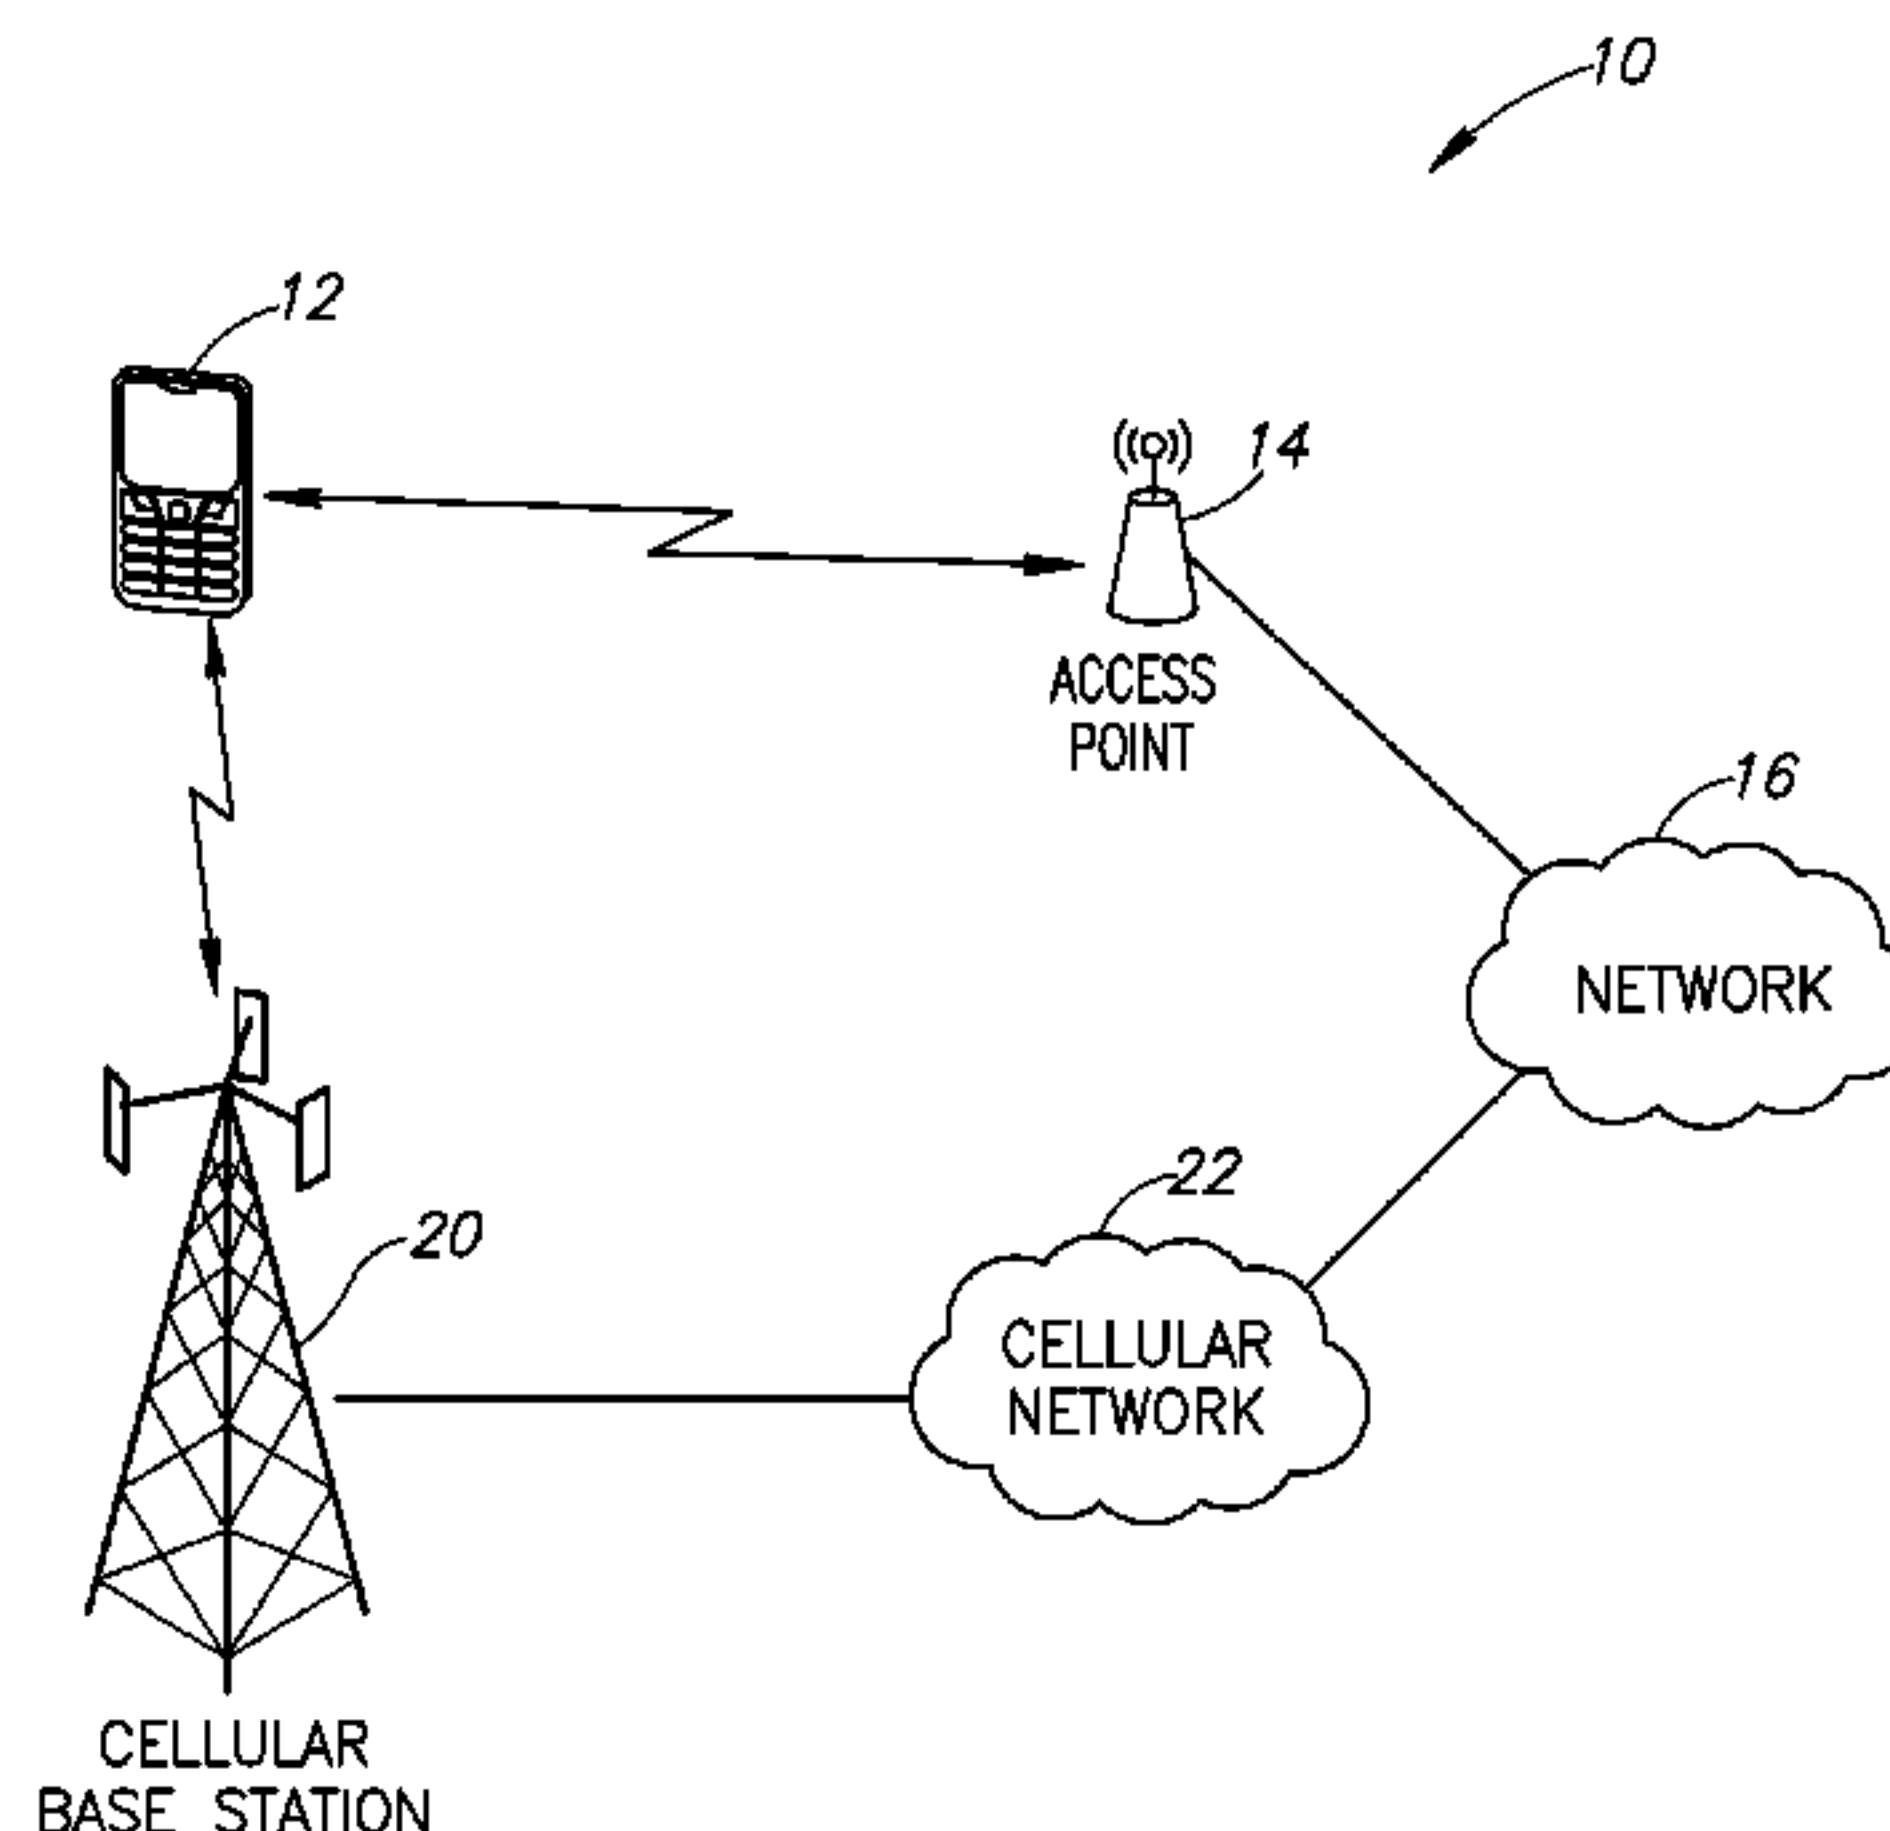 10
12
14
ACCESS
POINT
16
NETWORK
22
CELLULAR
NETWORK
20
CELLULAR
BASE STATION